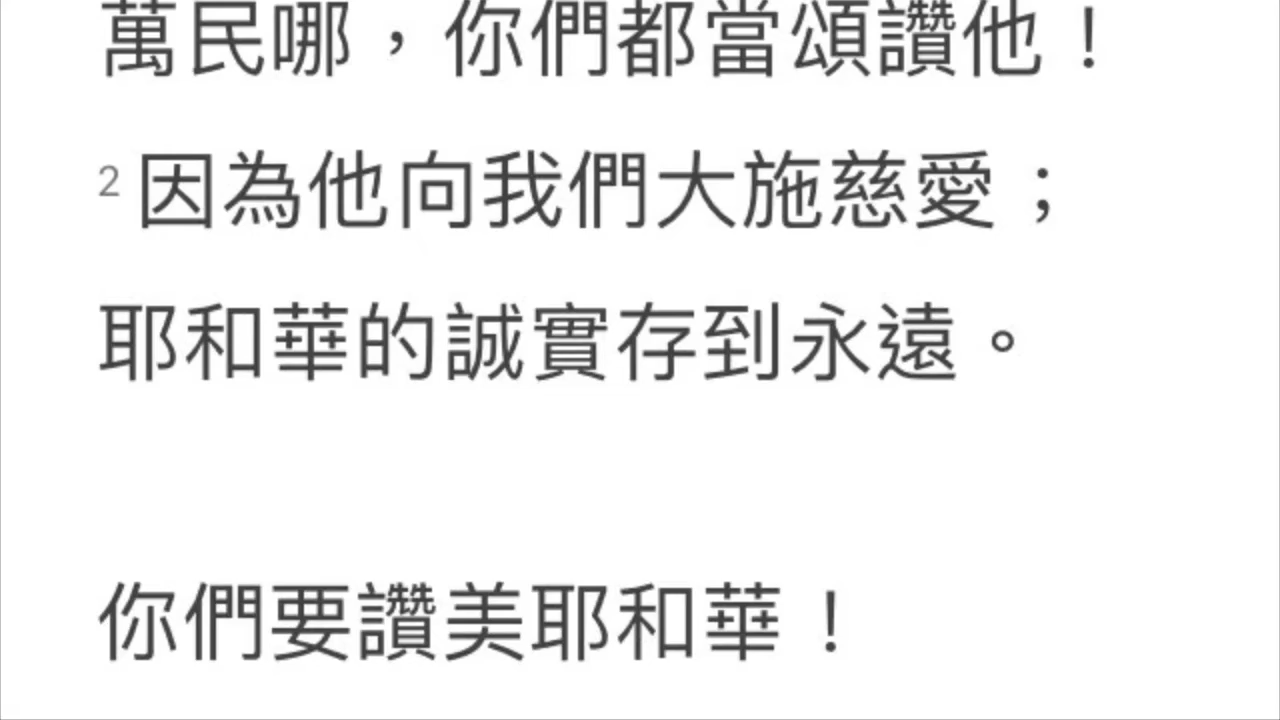 萬民哪，你們都當頌讚他！
2 因為他向我們大施慈愛；
耶和華的誠實存到永遠。
你們要讚美耶和華！